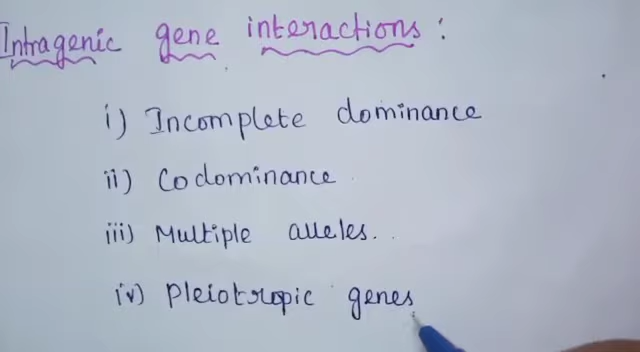 Intragenic gene interactions :
i) Incomplete dominance
ii) Codominance
iii) Multiple alleles.
iv) Pleiotropic genes